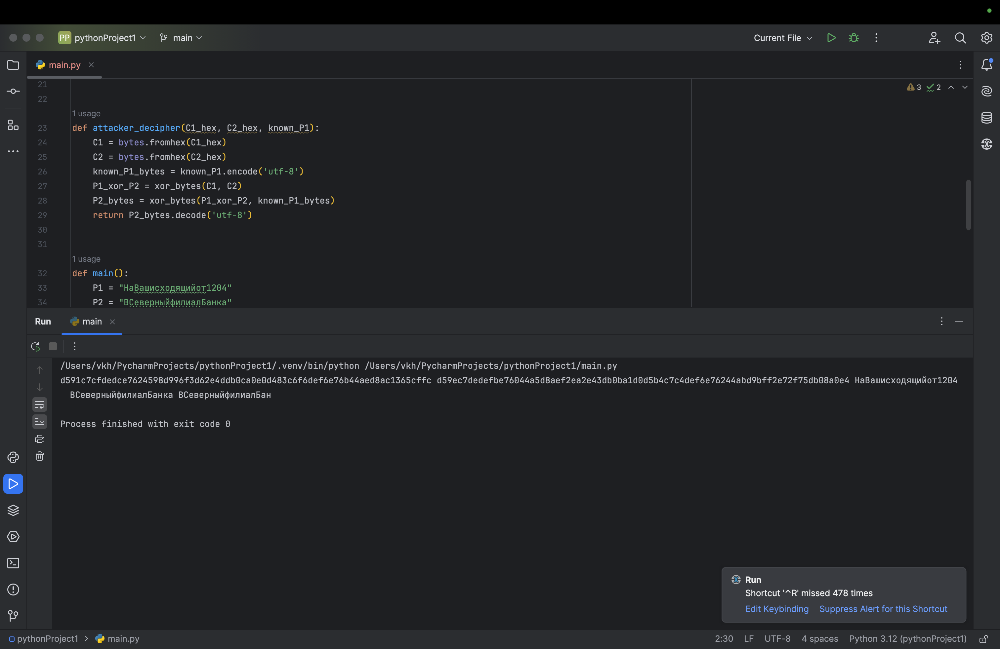 PP pythonProject1 main Current File
main.py
3 2
21
22
1 usage
23 def attacker_decipher(C1_hex, C2_hex, known_P1):
24 C1 = bytes.fromhex(C1_hex)
25 C2 = bytes.fromhex(C2_hex)
26 known_P1_bytes = known_P1.encode('utf-8')
27 P1_xor_P2 = xor_bytes(C1, C2)
28 P2_bytes = xor_bytes(P1_xor_P2, known_P1_bytes)
29 return P2_bytes.decode('utf-8')
30
31
1 usage
32 def main():
33 P1 = "НаВашисходящийот1204"
34 P2 = "ВСеверныйфилиалБанка"
Run main
/Users/vkh/PycharmProjects/pythonProject1/.venv/bin/python /Users/vkh/PycharmProjects/pythonProject1/main.py
d591c7cfdedce7624598d996f3d62e4ddb0ca0e0d483c6f6def6e76b44aed8ac1365cffc d59ec7dedefbe76044a5d8aef2ea2e43db0ba1d0d5b4c7c4def6e76244abd9bff2e72f75db08a0e4 НаВашисходящийот1204
ВСеверныйфилиалБанка ВСеверныйфилиалБан
Process finished with exit code 0
Run
Shortcut '^R' missed 478 times
Edit Keybinding Suppress Alert for this Shortcut
pythonProject1 > main.py 2:30 LF UTF-8 4 spaces Python 3.12 (pythonProject1)